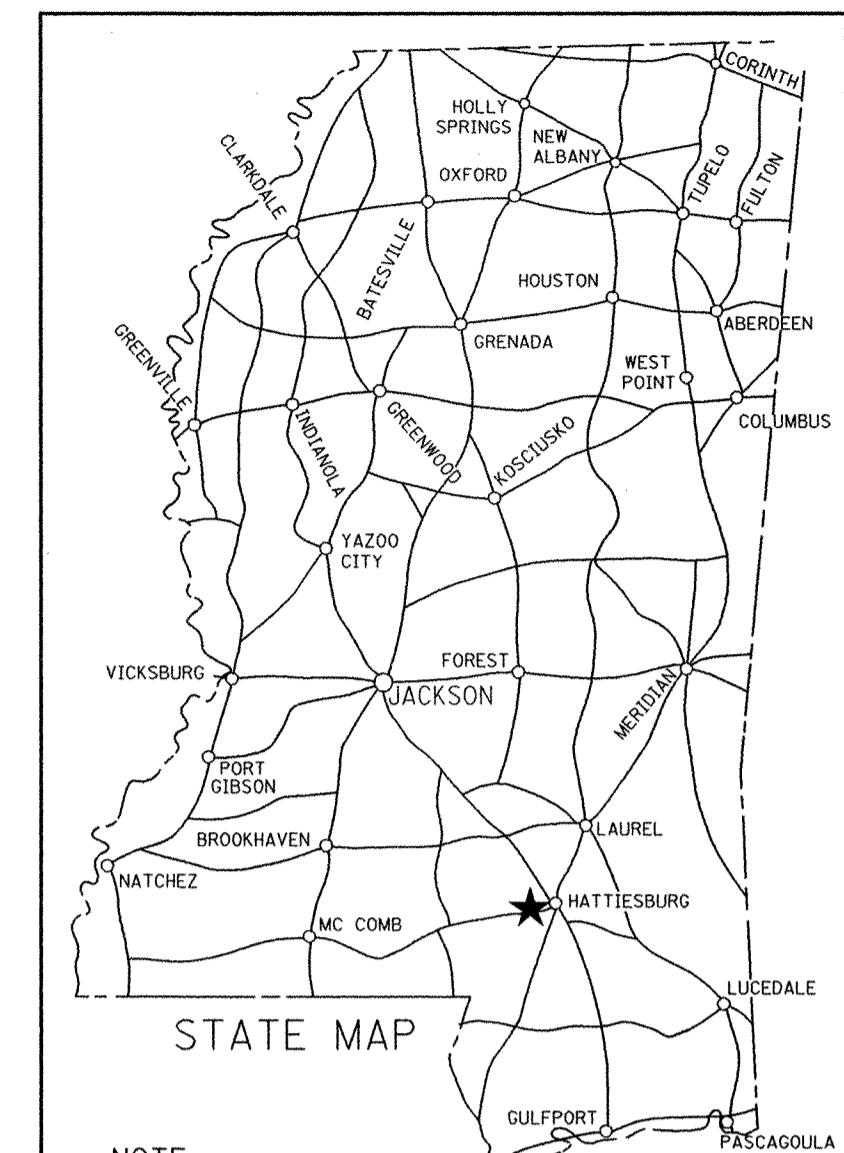 CORINTH
HOLLY
SPRINGS
NEW
ALBANY
CLARKDALE
OXFORD
TUPELO
FULTON
BATESVILLE
HOUSTON
ABERDEEN
GREENVILLE
GRENADA
WEST
POINT
COLUMBUS
INDIANOLA
GREENWOOD
KOSCIUSKO
YAZOO
CITY
VICKSBURG
FOREST
JACKSON
MERIDIAN
PORT
GIBSON
BROOKHAVEN
LAUREL
NATCHEZ
HATTIESBURG
MC COMB
LUCEDALE
STATE MAP
GULFPORT
PASCAGOULA
NOTE